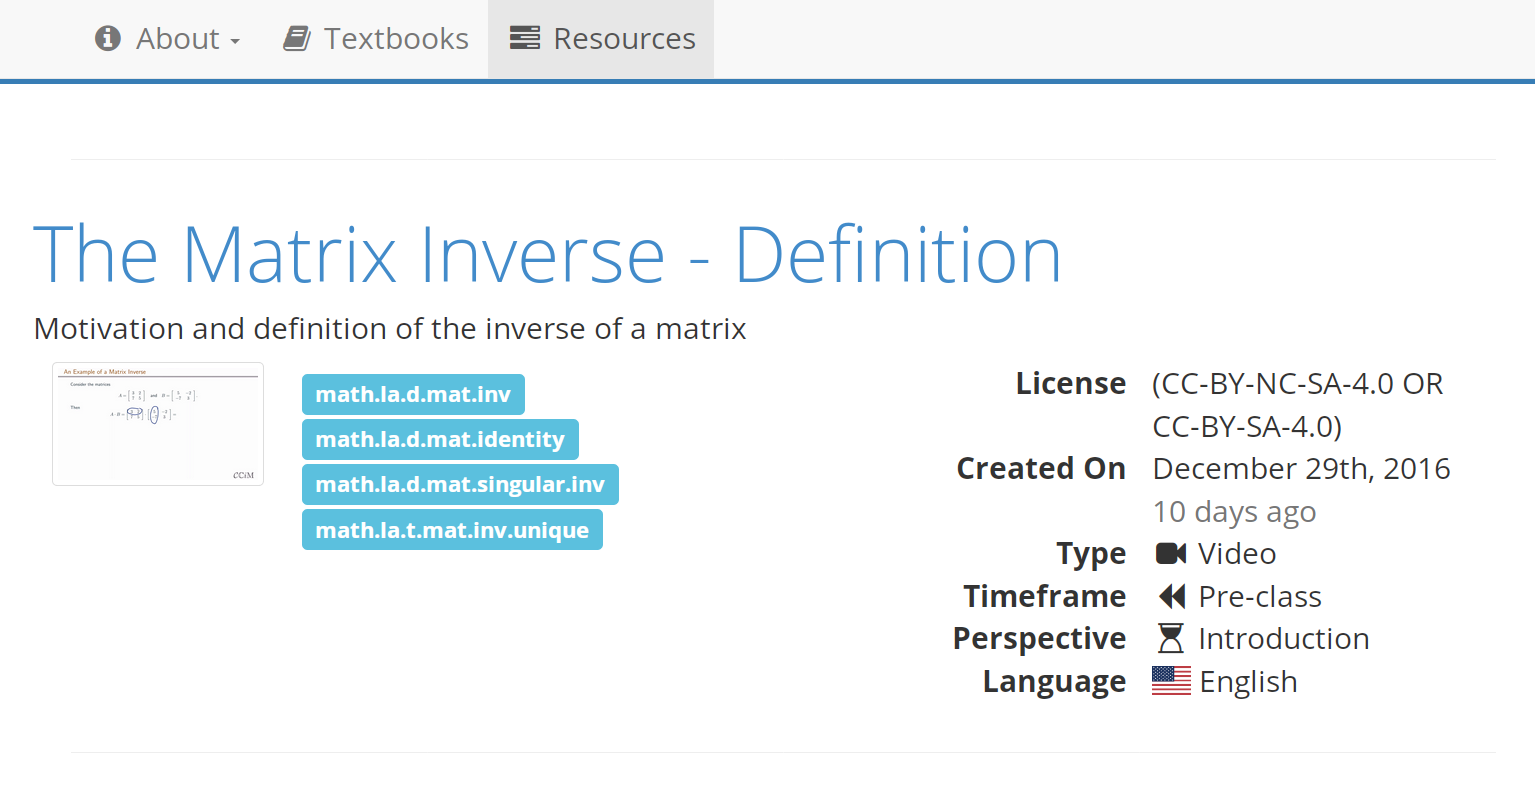 About
Textbooks
Resources
The Matrix Inverse - Definition
Motivation and definition of the inverse of a matrix
An Example of a Matrix Inverse
Consider the matrices
and
Then
CCiM
math.la.d.mat.inv
math.la.d.mat.identity
math.la.d.mat.singular.inv
math.la.t.mat.inv.unique
License (CC-BY-NC-SA-4.0 OR
CC-BY-SA-4.0)
Created On December 29th, 2016
10 days ago
Type Video
Timeframe Pre-class
Perspective Introduction
Language English